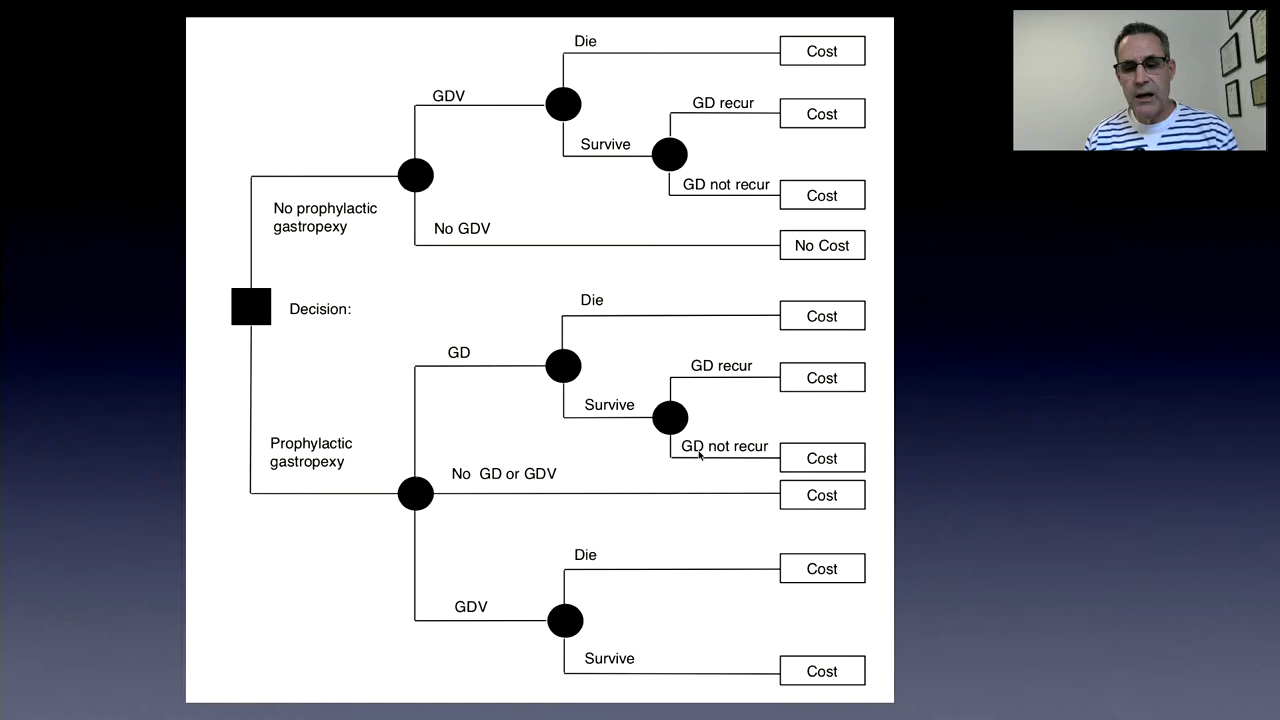 Die
Cost
GDV
GD recur
Cost
Survive
GD not recur
Cost
No prophylactic
gastropexy
No GDV
No Cost
Decision:
Die
Cost
GD
GD recur
Cost
Survive
GD not recur
Cost
Prophylactic
gastropexy
No GD or GDV
Cost
Die
Cost
GDV
Survive
Cost